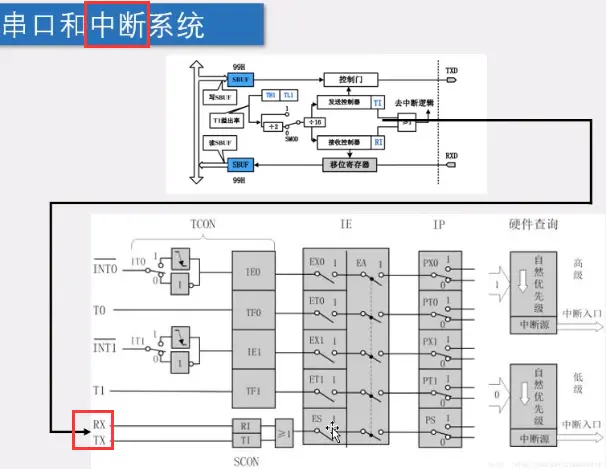 串口和中断系统
99H
SBUF
控制门
TXD
写SBUF
TH1 TL1
发送控制器 TI
去中断逻辑
T1溢出率
1
÷2
÷16
≥1
0
SMOD
读SBUF
接收控制器 RI
SBUF
移位寄存器
RXD
99H
TCON
IE
IP
硬件查询
INT0
IT0
1
0
1
IE0
EX0 1
EA 1
PX0 1
0
1
自然优先级
中断源
高级
中断入口
T0
TF0
ET0 1
PT0 1
0
INT1
IT1
1
0
1
IE1
EX1 1
PX1 1
0
T1
TF1
ET1 1
PT1 1
0
0
自然优先级
中断源
低级
中断入口
RX
TX
RI
TI
≥1
ES 1
PS 1
0
SCON